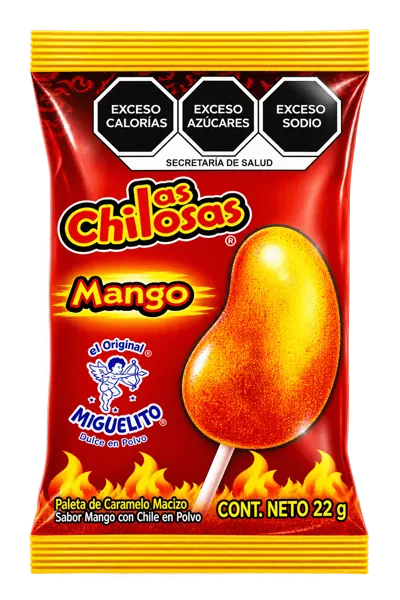 EXCESO
CALORÍAS
EXCESO
AZÚCARES
EXCESO
SODIO
SECRETARÍA DE SALUD
Las
Chilosas
®
Mango
el Original ®
MIGUELITO ®
Dulce en Polvo
Paleta de Caramelo Macizo
Sabor Mango con Chile en Polvo
CONT. NETO 22 g